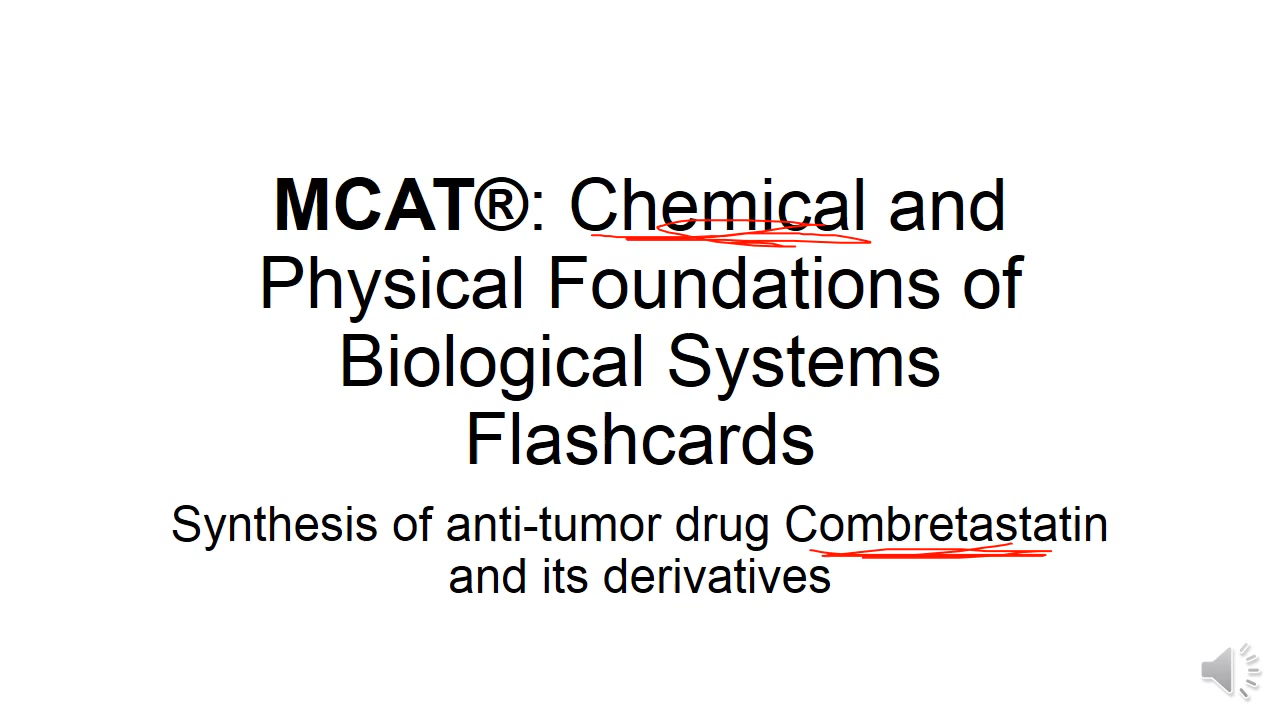 MCAT®: Chemical and
Physical Foundations of
Biological Systems
Flashcards
Synthesis of anti-tumor drug Combretastatin
and its derivatives